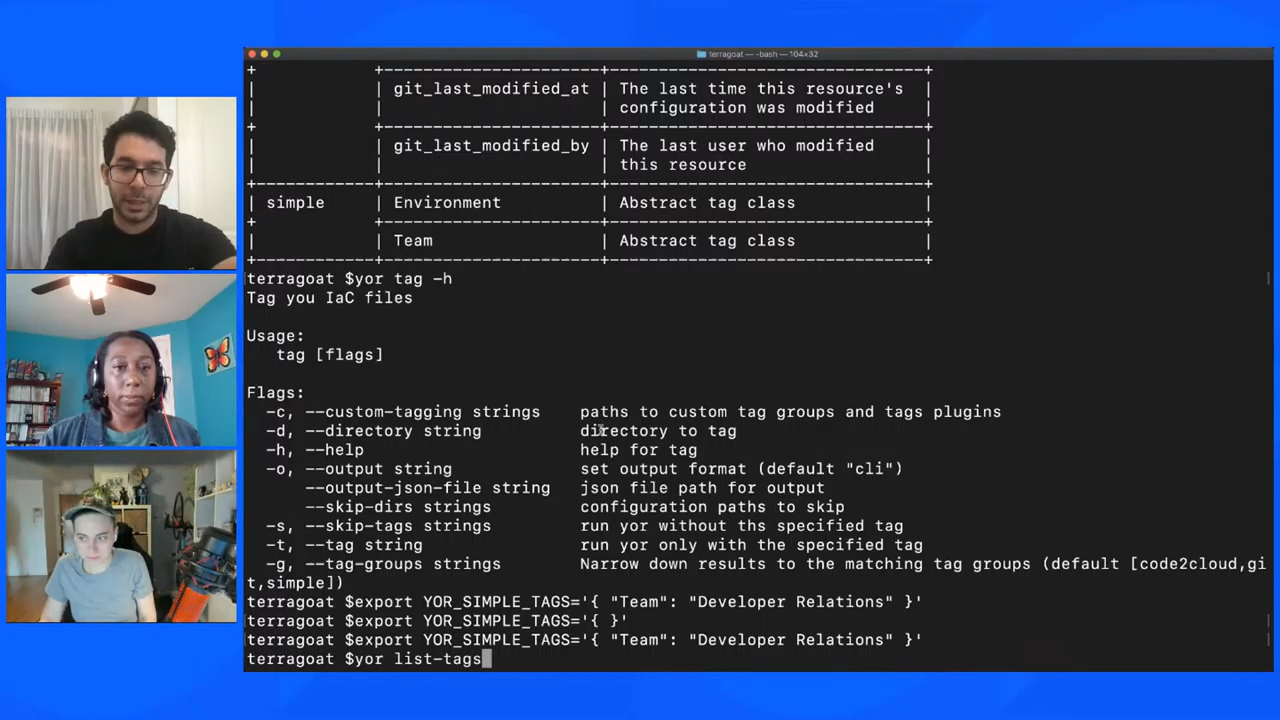 terragoat — -bash — 104×32
+ +-----------------------+---------------------------------+
| | git_last_modified_at | The last time this resource's |
| | | configuration was modified |
+ +-----------------------+---------------------------------+
| | git_last_modified_by | The last user who modified |
| | | this resource |
+------------+-----------------------+---------------------------------+
| simple | Environment | Abstract tag class |
+ +-----------------------+---------------------------------+
| | Team | Abstract tag class |
+------------+-----------------------+---------------------------------+
terragoat $yor tag -h
Tag you IaC files
Usage:
tag [flags]
Flags:
-c, --custom-tagging strings paths to custom tag groups and tags plugins
-d, --directory string directory to tag
-h, --help help for tag
-o, --output string set output format (default "cli")
--output-json-file string json file path for output
--skip-dirs strings configuration paths to skip
-s, --skip-tags strings run yor without ths specified tag
-t, --tag string run yor only with the specified tag
-g, --tag-groups strings Narrow down results to the matching tag groups (default [code2cloud,gi
t,simple])
terragoat $export YOR_SIMPLE_TAGS='{ "Team": "Developer Relations" }'
terragoat $export YOR_SIMPLE_TAGS='{ }'
terragoat $export YOR_SIMPLE_TAGS='{ "Team": "Developer Relations" }'
terragoat $yor list-tags